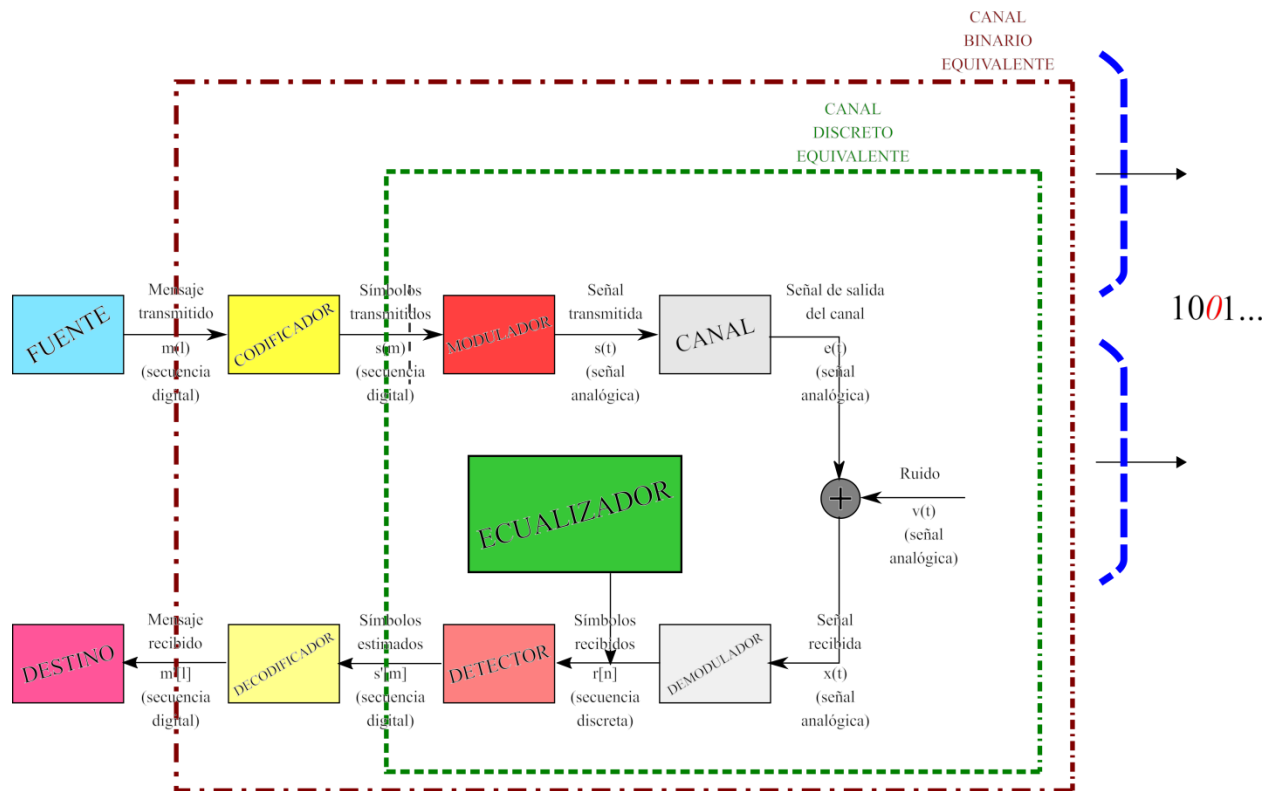 CANAL
BINARIO
EQUIVALENTE
CANAL
DISCRETO
EQUIVALENTE
FUENTE
Mensaje
transmitido
m(l)
(secuencia
digital)
CODIFICADOR
Símbolos
transmitidos
s(m)
(secuencia
digital)
MODULADOR
Señal
transmitida
s(t)
(señal
analógica)
CANAL
Señal de salida
del canal
e(t)
(señal
analógica)
1001...
ECUALIZADOR
+
Ruido
v(t)
(señal
analógica)
DESTINO
Mensaje
recibido
m'[l]
(secuencia
digital)
DECODIFICADOR
Símbolos
estimados
s'[m]
(secuencia
digital)
DETECTOR
Símbolos
recibidos
r[n]
(secuencia
discreta)
DEMODULADOR
Señal
recibida
x(t)
(señal
analógica)